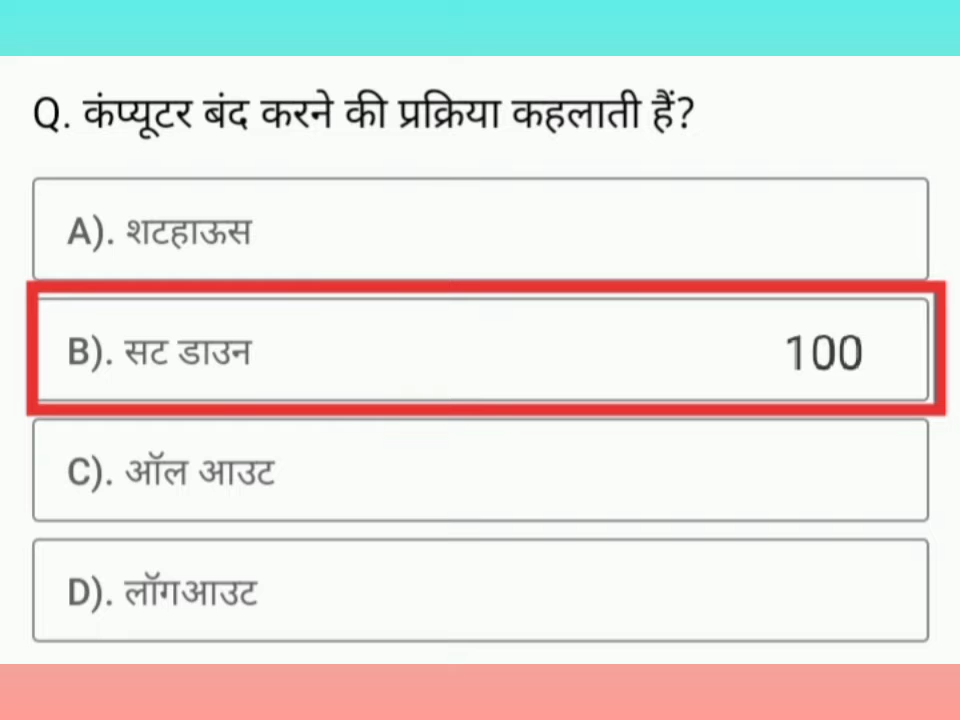 Q. कंप्यूटर बंद करने की प्रक्रिया कहलाती हैं?
A). शटहाऊस
B). सट डाउन 100
C). ऑल आउट
D). लॉगआउट